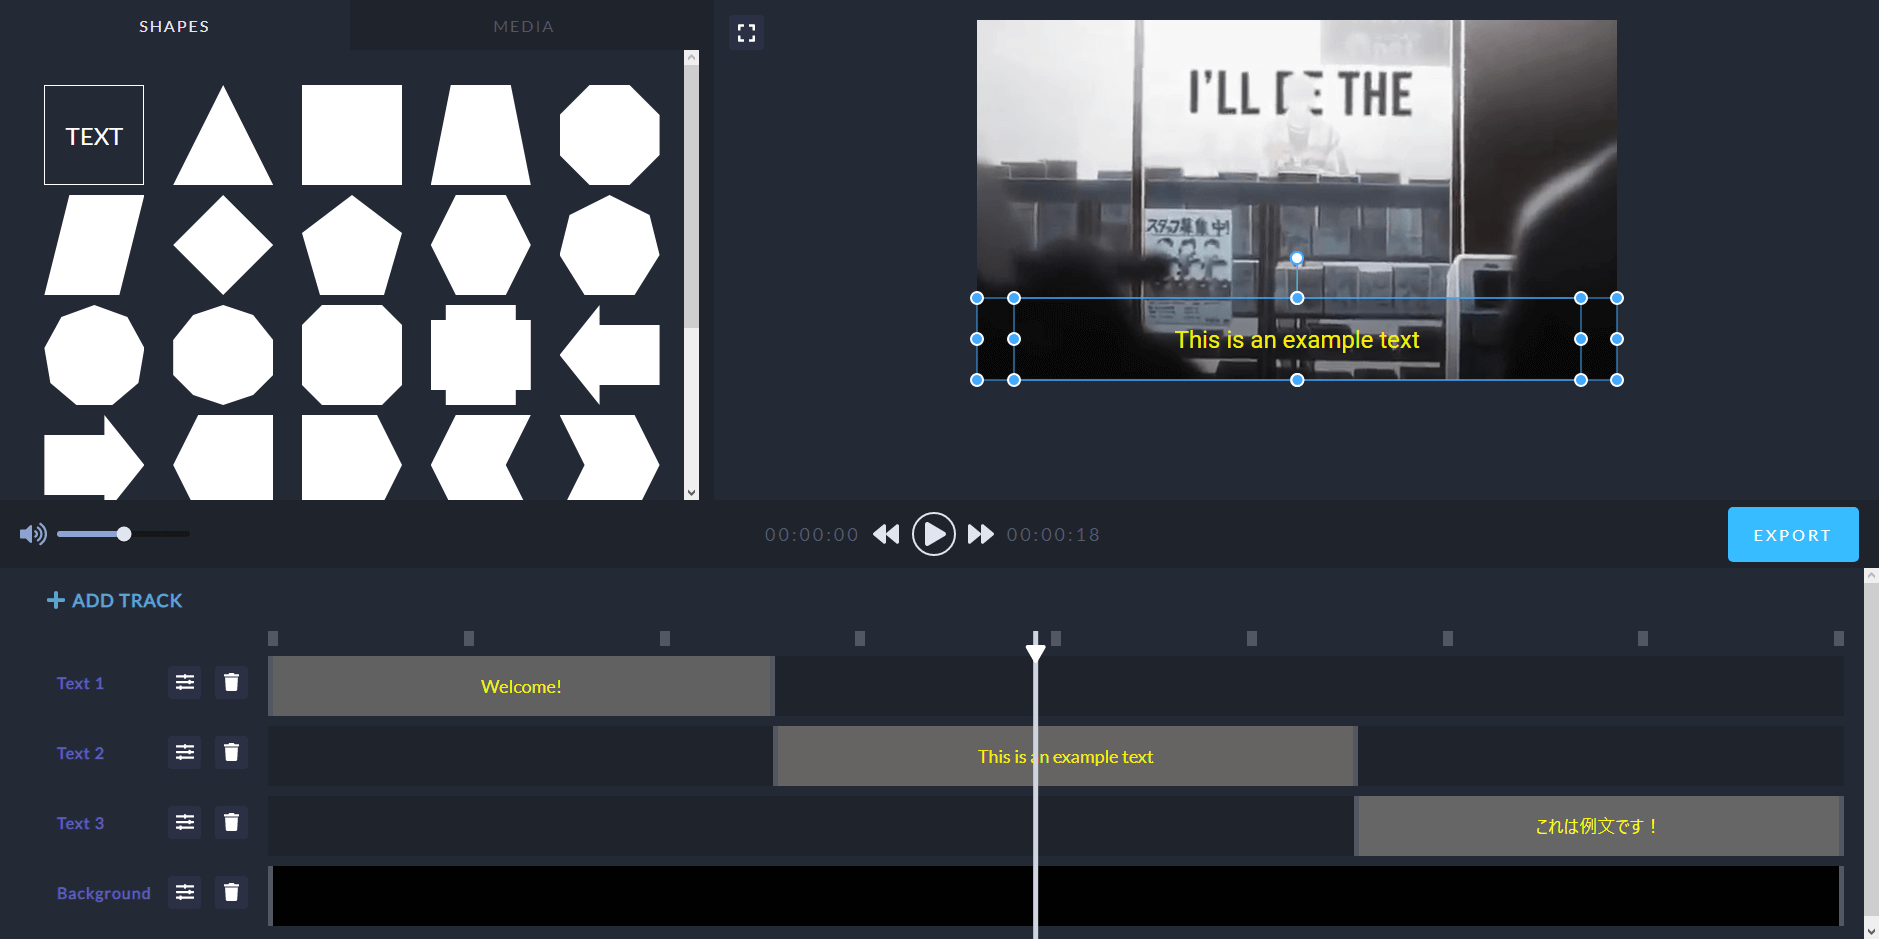 SHAPES
MEDIA
TEXT
I'LL BE THE
スタッフ募集中!
This is an example text
00:00:00
00:00:18
EXPORT
ADD TRACK
Text 1
Welcome!
Text 2
This is an example text
Text 3
これは例文です！
Background